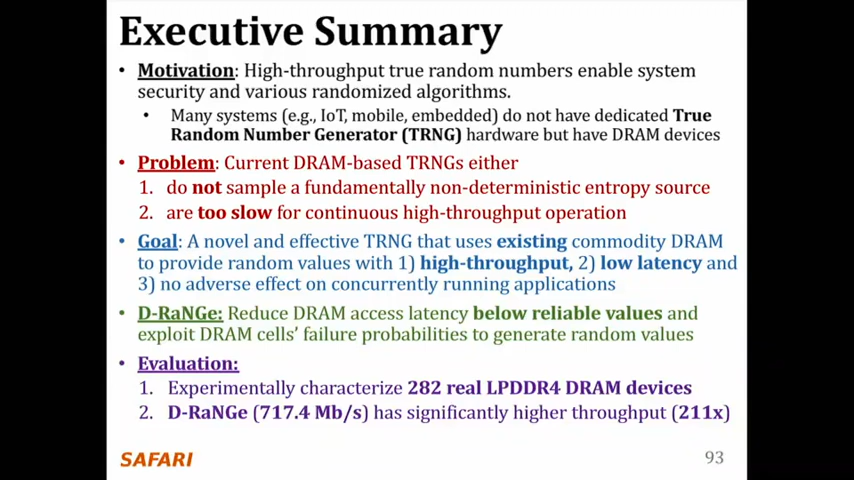 Executive Summary
• Motivation: High-throughput true random numbers enable system
security and various randomized algorithms.
• Many systems (e.g., IoT, mobile, embedded) do not have dedicated True
Random Number Generator (TRNG) hardware but have DRAM devices
• Problem: Current DRAM-based TRNGs either
1. do not sample a fundamentally non-deterministic entropy source
2. are too slow for continuous high-throughput operation
• Goal: A novel and effective TRNG that uses existing commodity DRAM
to provide random values with 1) high-throughput, 2) low latency and
3) no adverse effect on concurrently running applications
• D-RaNGe: Reduce DRAM access latency below reliable values and
exploit DRAM cells' failure probabilities to generate random values
• Evaluation:
1. Experimentally characterize 282 real LPDDR4 DRAM devices
2. D-RaNGe (717.4 Mb/s) has significantly higher throughput (211x)
SAFARI
93